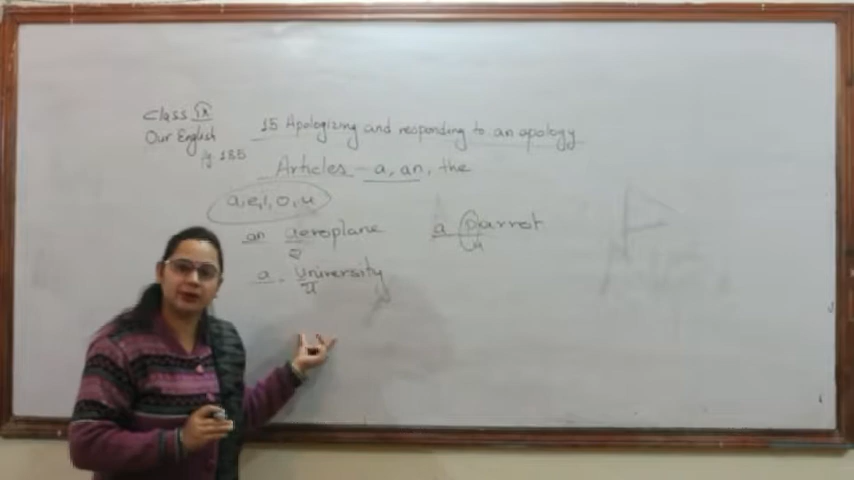 Class IX
Our English
Pg 185
15 Apologizing and responding to an apology
Articles - a, an, the
a, e, i, o, u
an aeroplane
a parrot
a university